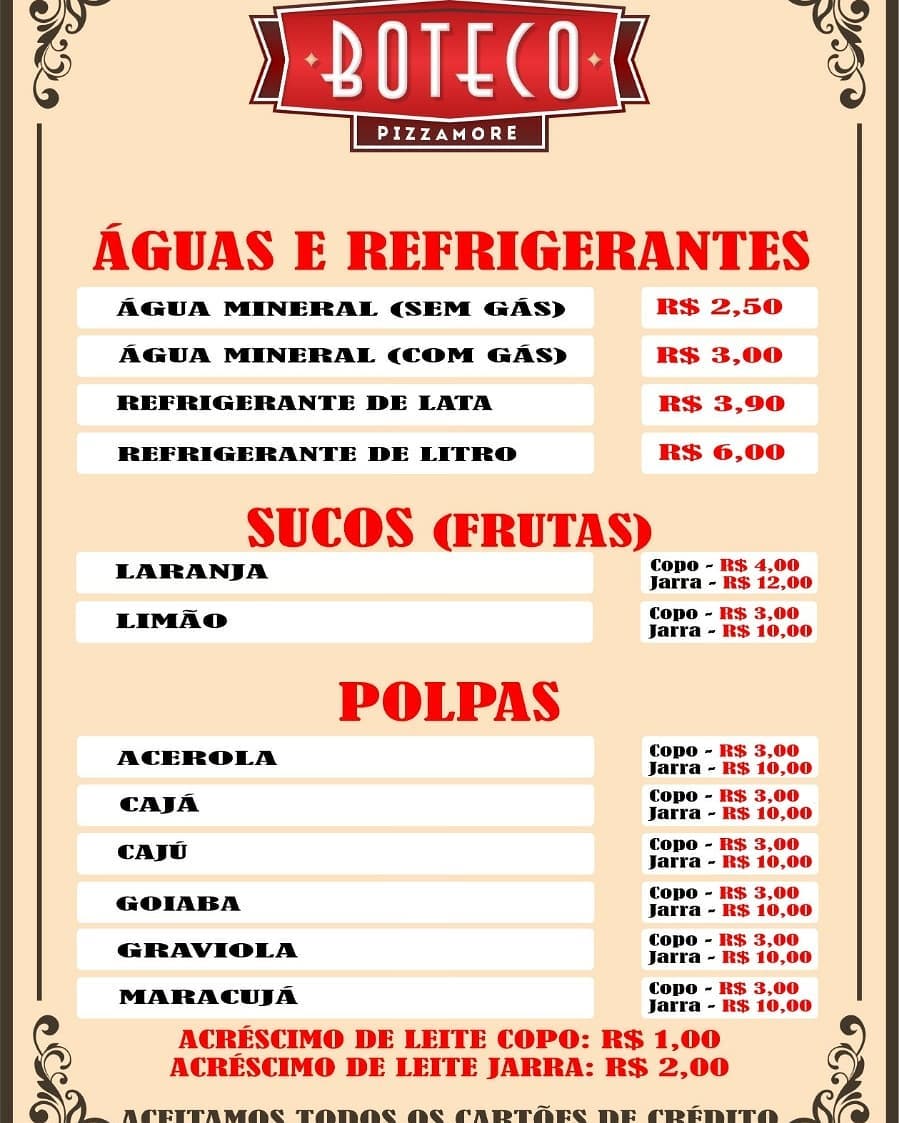 BOTECO
PIZZAMORE
ÁGUAS E REFRIGERANTES
ÁGUA MINERAL (SEM GÁS) R$ 2,50
ÁGUA MINERAL (COM GÁS) R$ 3,00
REFRIGERANTE DE LATA R$ 3,90
REFRIGERANTE DE LITRO R$ 6,00
SUCOS (FRUTAS)
LARANJA
Copo - R$ 4,00
Jarra - R$ 12,00
LIMÃO
Copo - R$ 3,00
Jarra - R$ 10,00
POLPAS
ACEROLA
Copo - R$ 3,00
Jarra - R$ 10,00
CAJÁ
Copo - R$ 3,00
Jarra - R$ 10,00
CAJÚ
Copo - R$ 3,00
Jarra - R$ 10,00
GOIABA
Copo - R$ 3,00
Jarra - R$ 10,00
GRAVIOLA
Copo - R$ 3,00
Jarra - R$ 10,00
MARACUJÁ
Copo - R$ 3,00
Jarra - R$ 10,00
ACRÉSCIMO DE LEITE COPO: R$ 1,00
ACRÉSCIMO DE LEITE JARRA: R$ 2,00
ACEITAMOS TODOS OS CARTÕES DE CRÉDITO